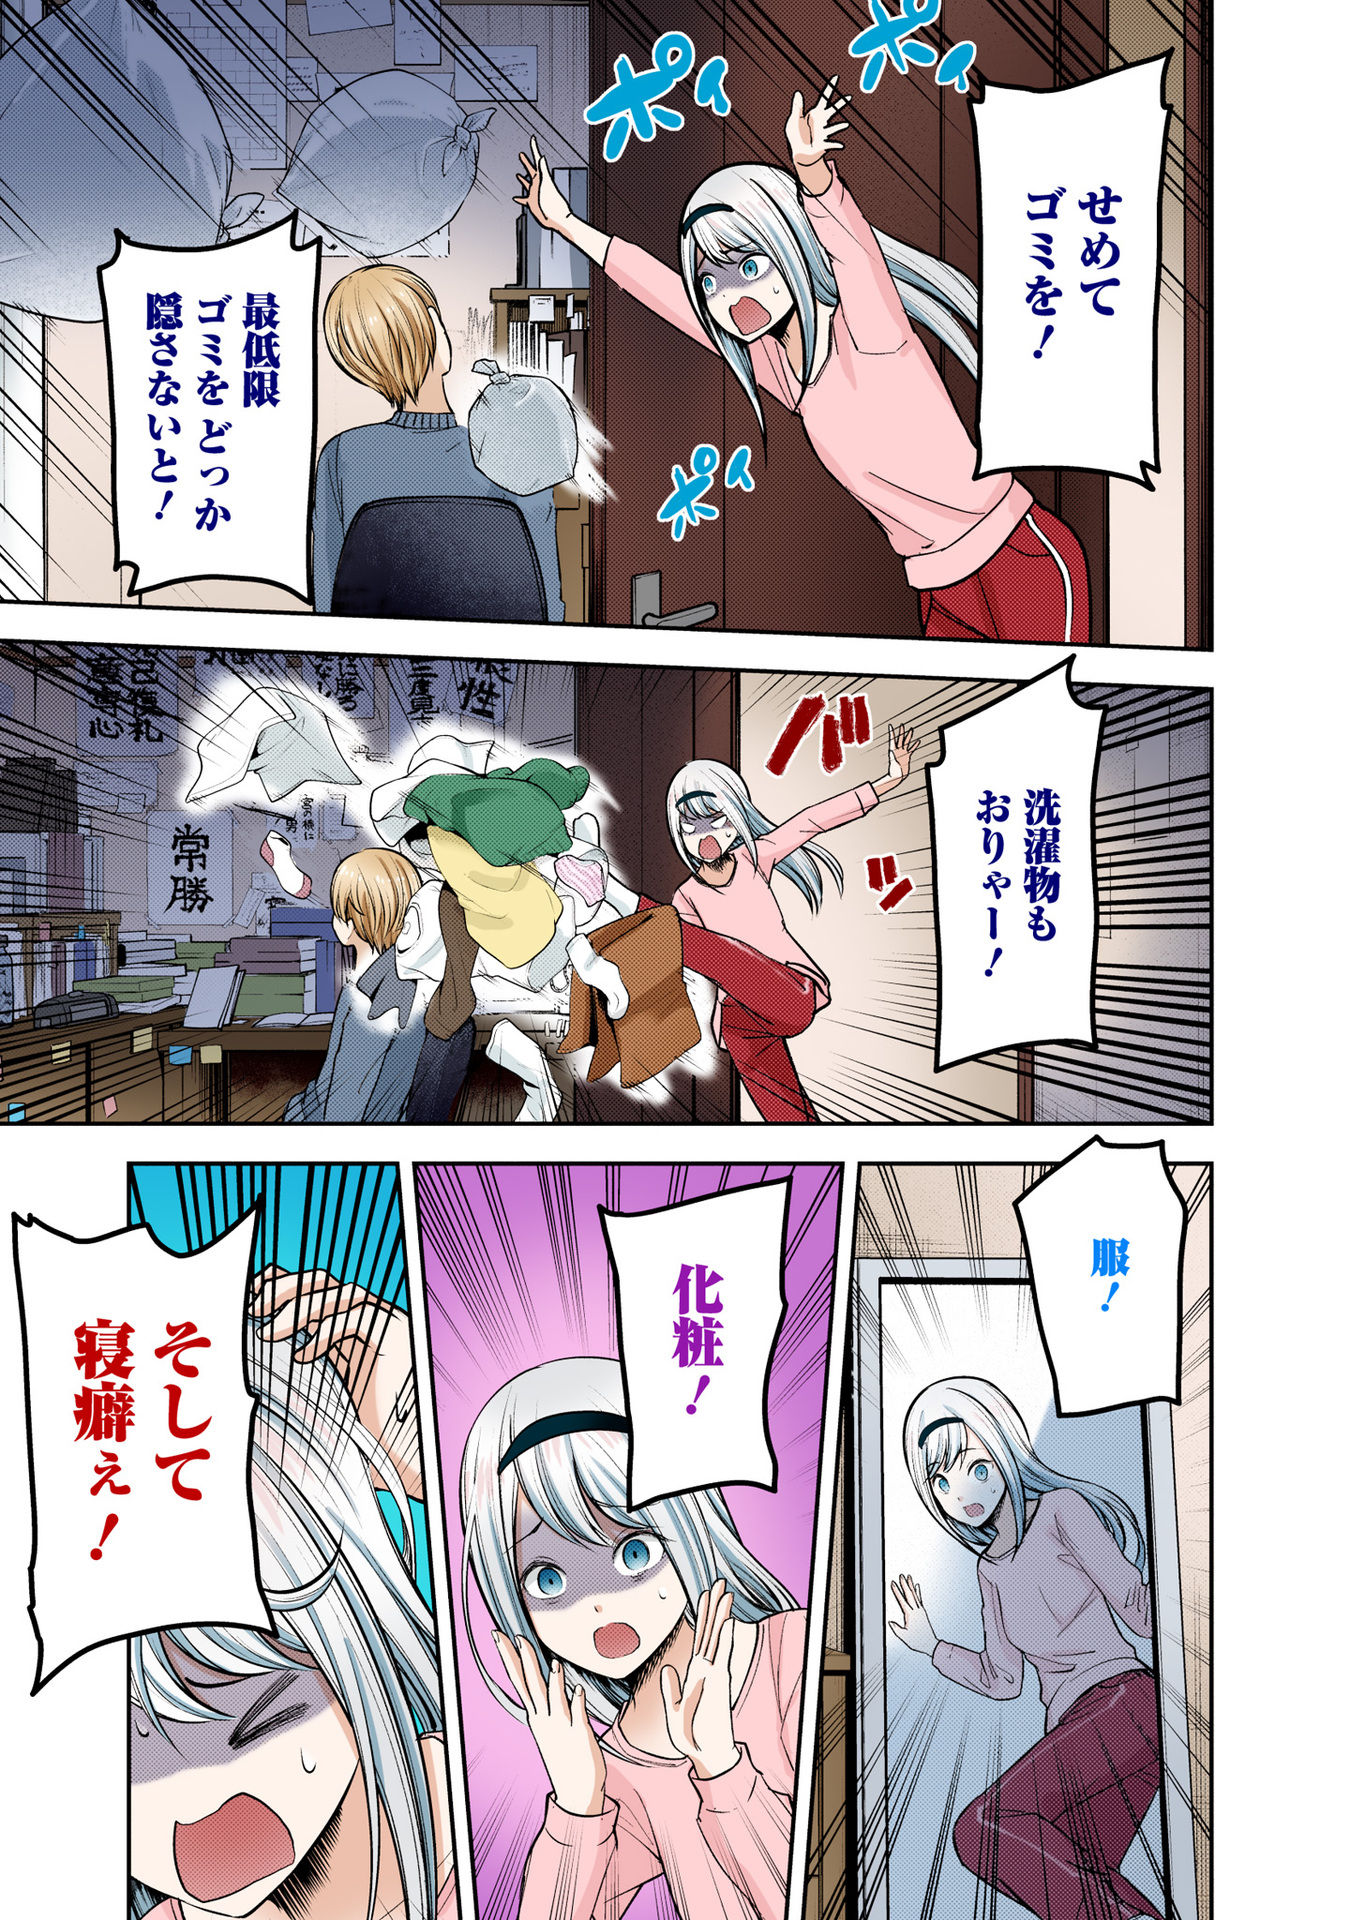 せめて
ゴミを！
ポイ
ポイ
ポイ
最低限
ゴミをどっか
隠さないと！
洗濯物も
おりゃー！
バッ
根性
常勝
服！
化粧！
そして
寝癖ぇ！